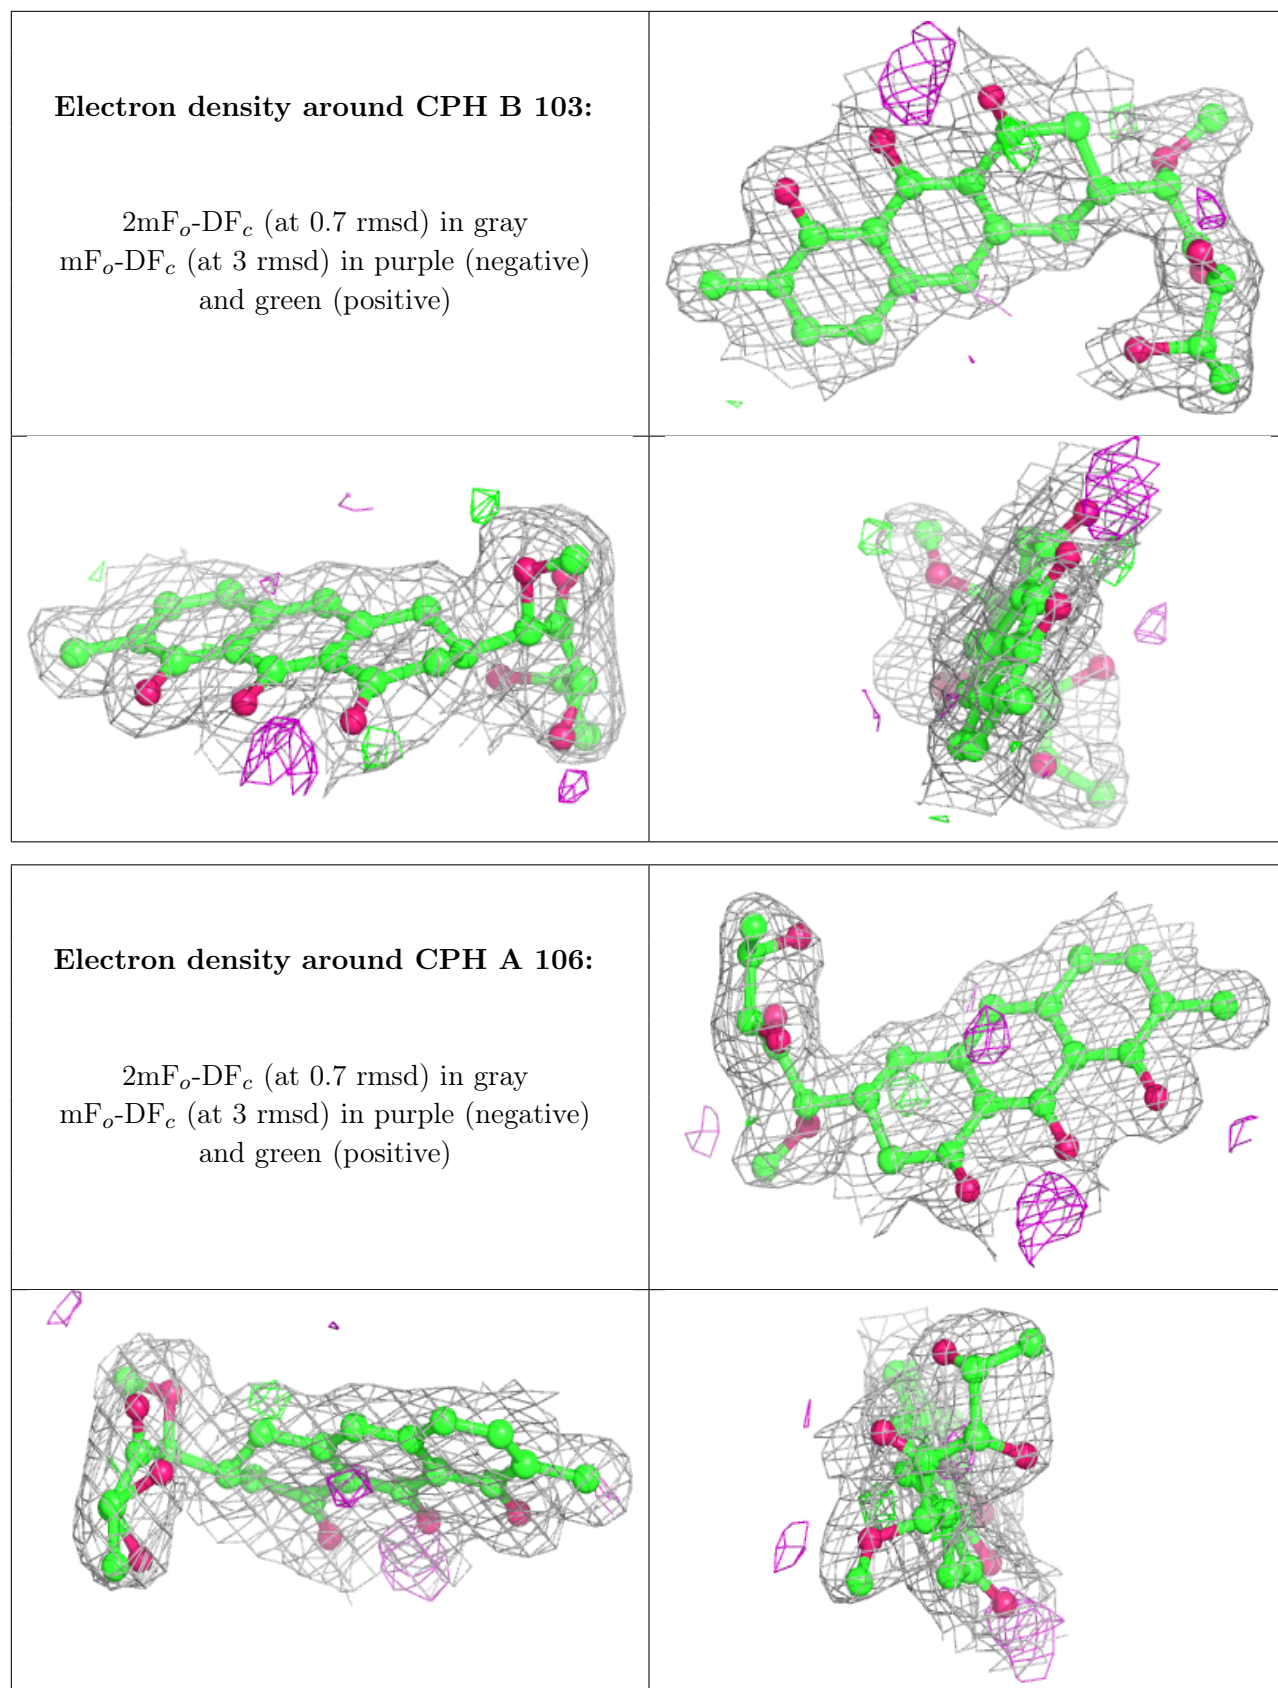 Electron density around CPH B 103:
2mFo-DFc (at 0.7 rmsd) in gray
mFo-DFc (at 3 rmsd) in purple (negative)
and green (positive)
Electron density around CPH A 106:
2mFo-DFc (at 0.7 rmsd) in gray
mFo-DFc (at 3 rmsd) in purple (negative)
and green (positive)